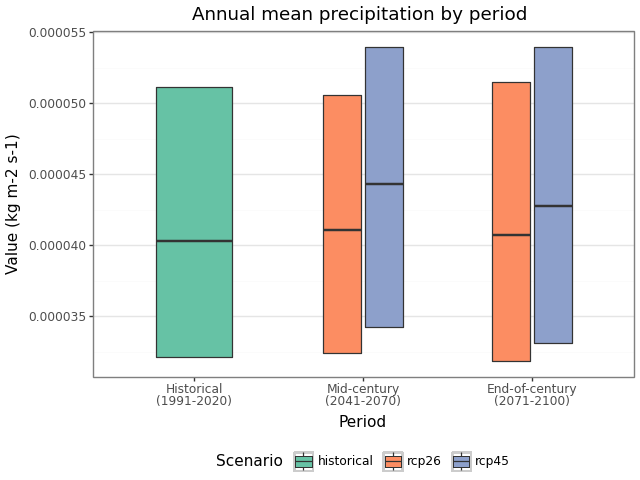 Annual mean precipitation by period
0.000055
0.000050
0.000045
0.000040
0.000035
Value (kg m-2 s-1)
Historical
(1991-2020)
Mid-century
(2041-2070)
End-of-century
(2071-2100)
Period
Scenario historical rcp26 rcp45